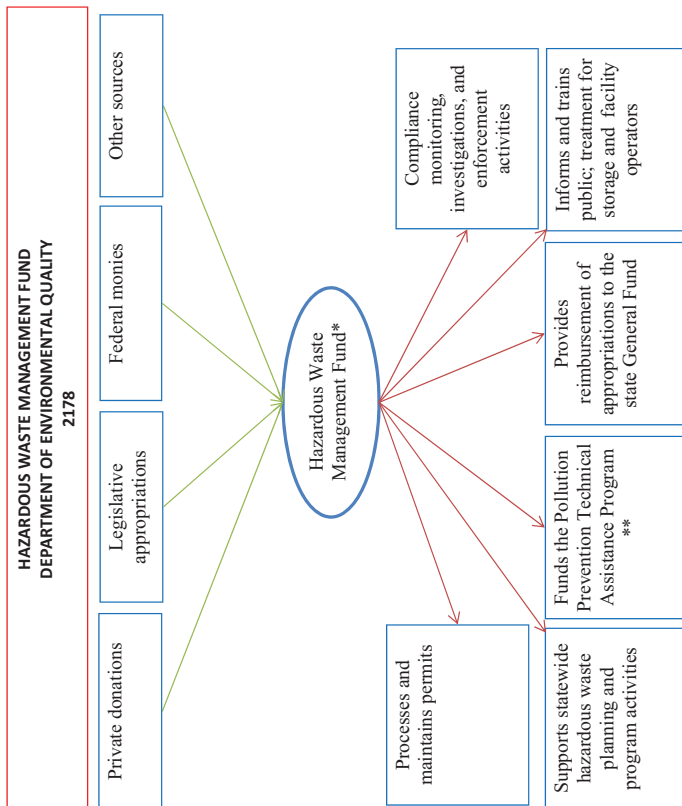 HAZARDOUS WASTE MANAGEMENT FUND
DEPARTMENT OF ENVIRONMENTAL QUALITY
2178
Private donations
Legislative
appropriations
Federal monies
Other sources
Hazardous Waste
Management Fund*
Processes and
maintains permits
Compliance
monitoring,
investigations, and
enforcement
activities
Supports statewide
hazardous waste
planning and
program activities
Funds the Pollution
Prevention Technical
Assistance Program
**
Provides
reimbursement of
appropriations to the
state General Fund
Informs and trains
public; treatment for
storage and facility
operators